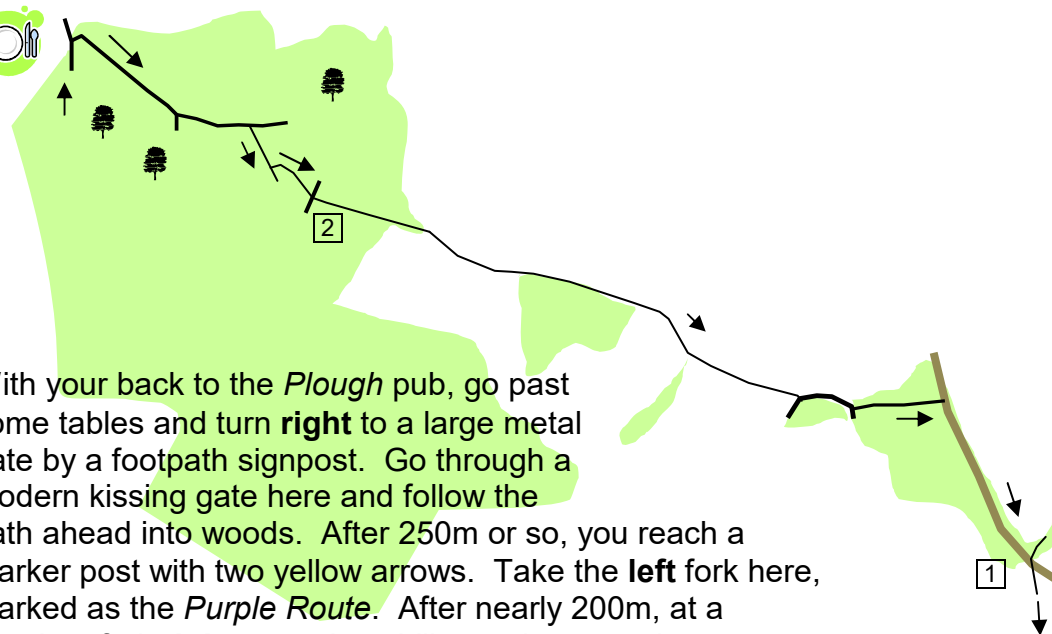 2
ith your back to the Plough pub, go past
ome tables and turn right to a large metal
ate by a footpath signpost. Go through a
odern kissing gate here and follow the
ath ahead into woods. After 250m or so, you reach a
arker post with two yellow arrows. Take the left fork here,
1
arked as the Purple Route. After nearly 200m, at a